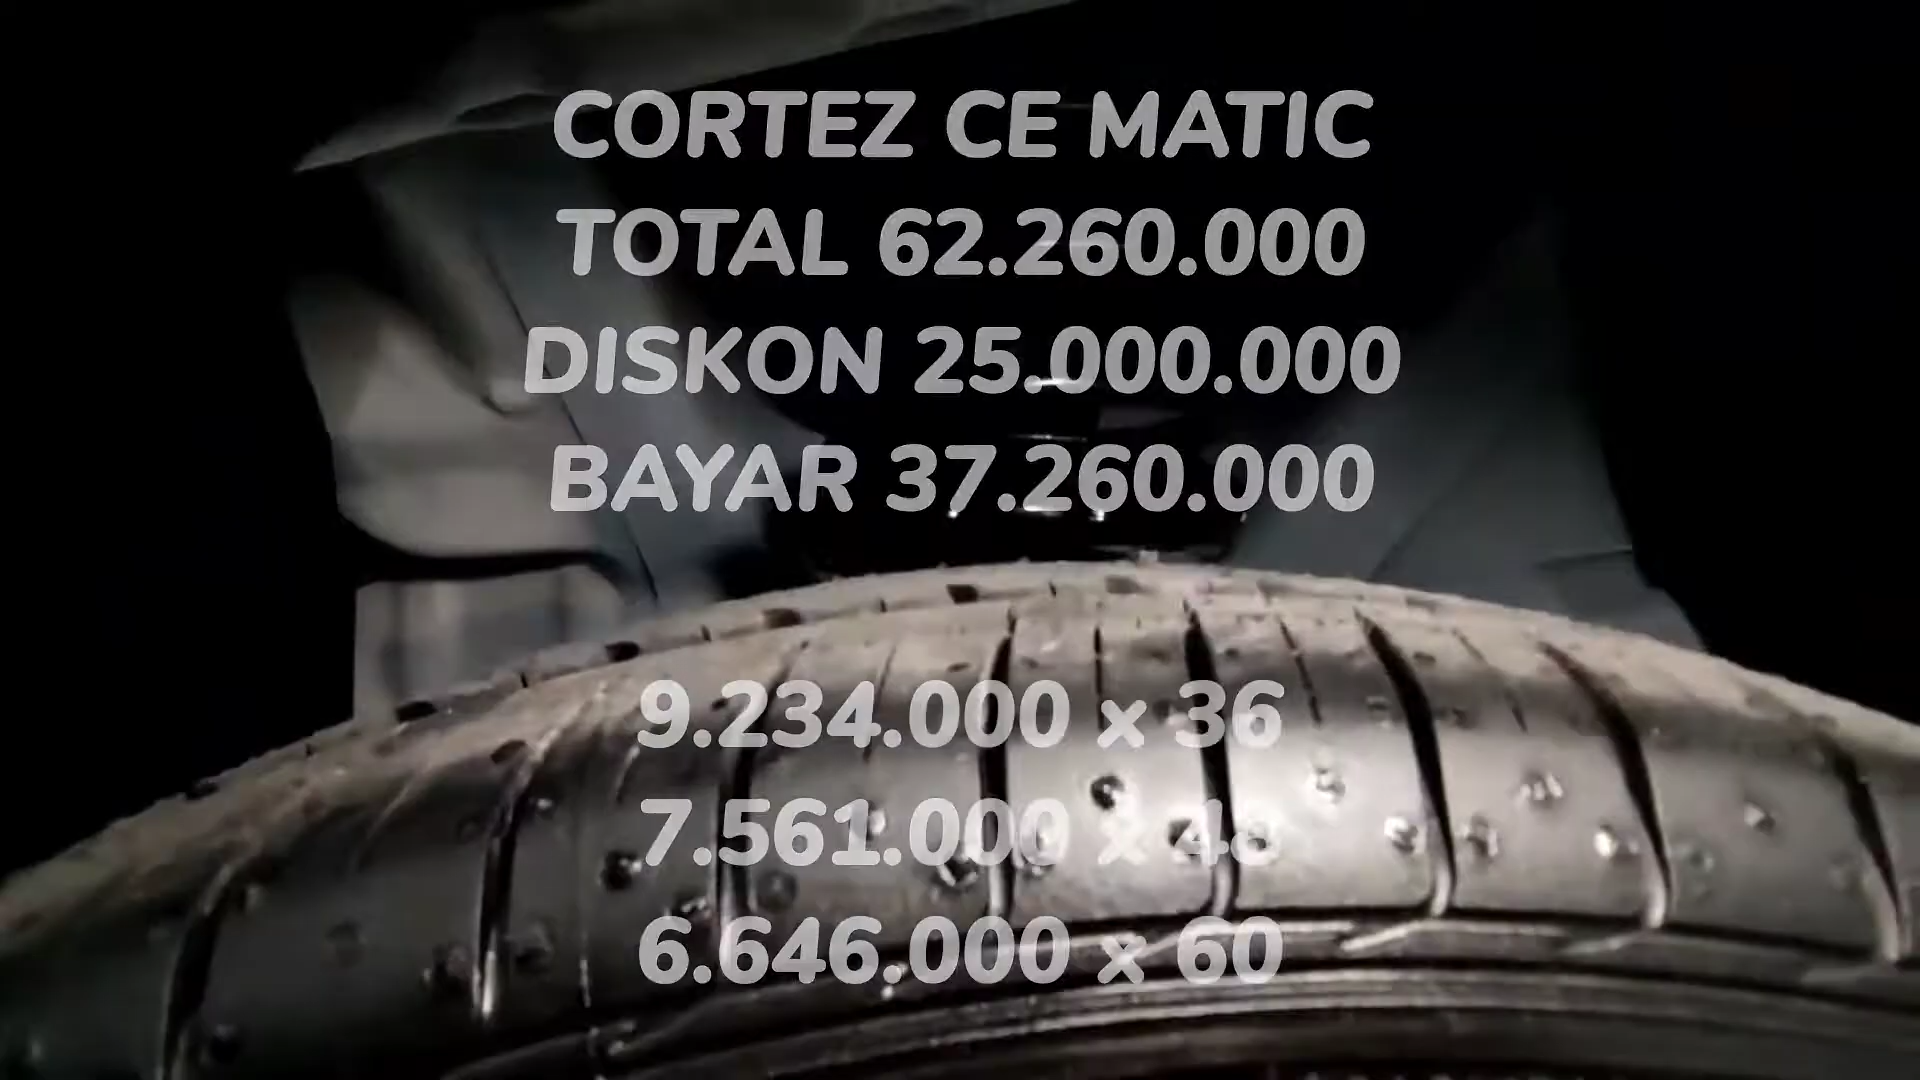 CORTEZ CE MATIC
TOTAL 62.260.000
DISKON 25.000.000
BAYAR 37.260.000
9.234.000 x 36
7.561.000 x 48
6.646.000 x 60